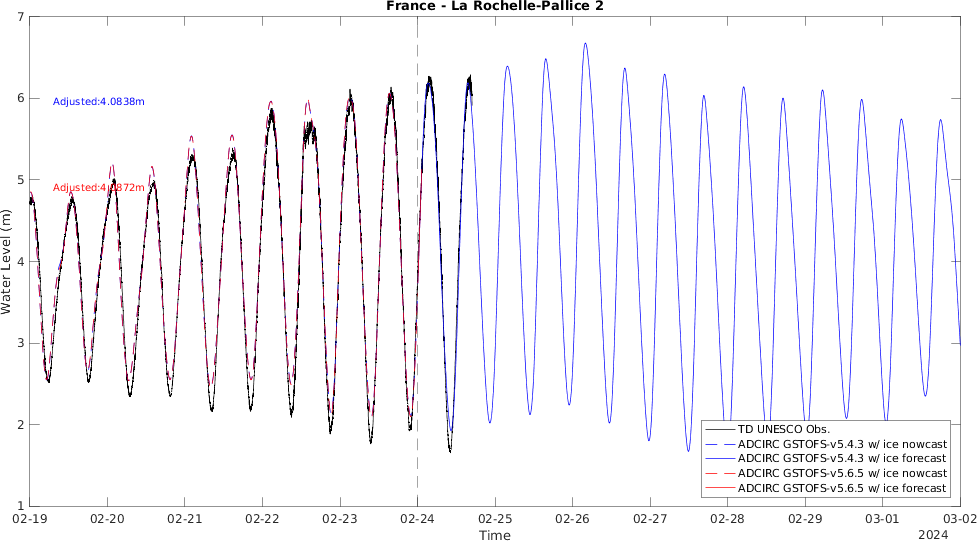 France - La Rochelle-Pallice 2
7
6
5
4
3
2
1
Water Level (m)
Adjusted:4.0838m
Adjusted:4. 872m
TD UNESCO Obs.
ADCIRC GSTOFS-v5.4.3 w/ ice nowcast
ADCIRC GSTOFS-v5.4.3 w/ ice forecast
ADCIRC GSTOFS-v5.6.5 w/ ice nowcast
ADCIRC GSTOFS-v5.6.5 w/ ice forecast
02-19 02-20 02-21 02-22 02-23 02-24 02-25 02-26 02-27 02-28 02-29 03-01 03-02
Time 2024